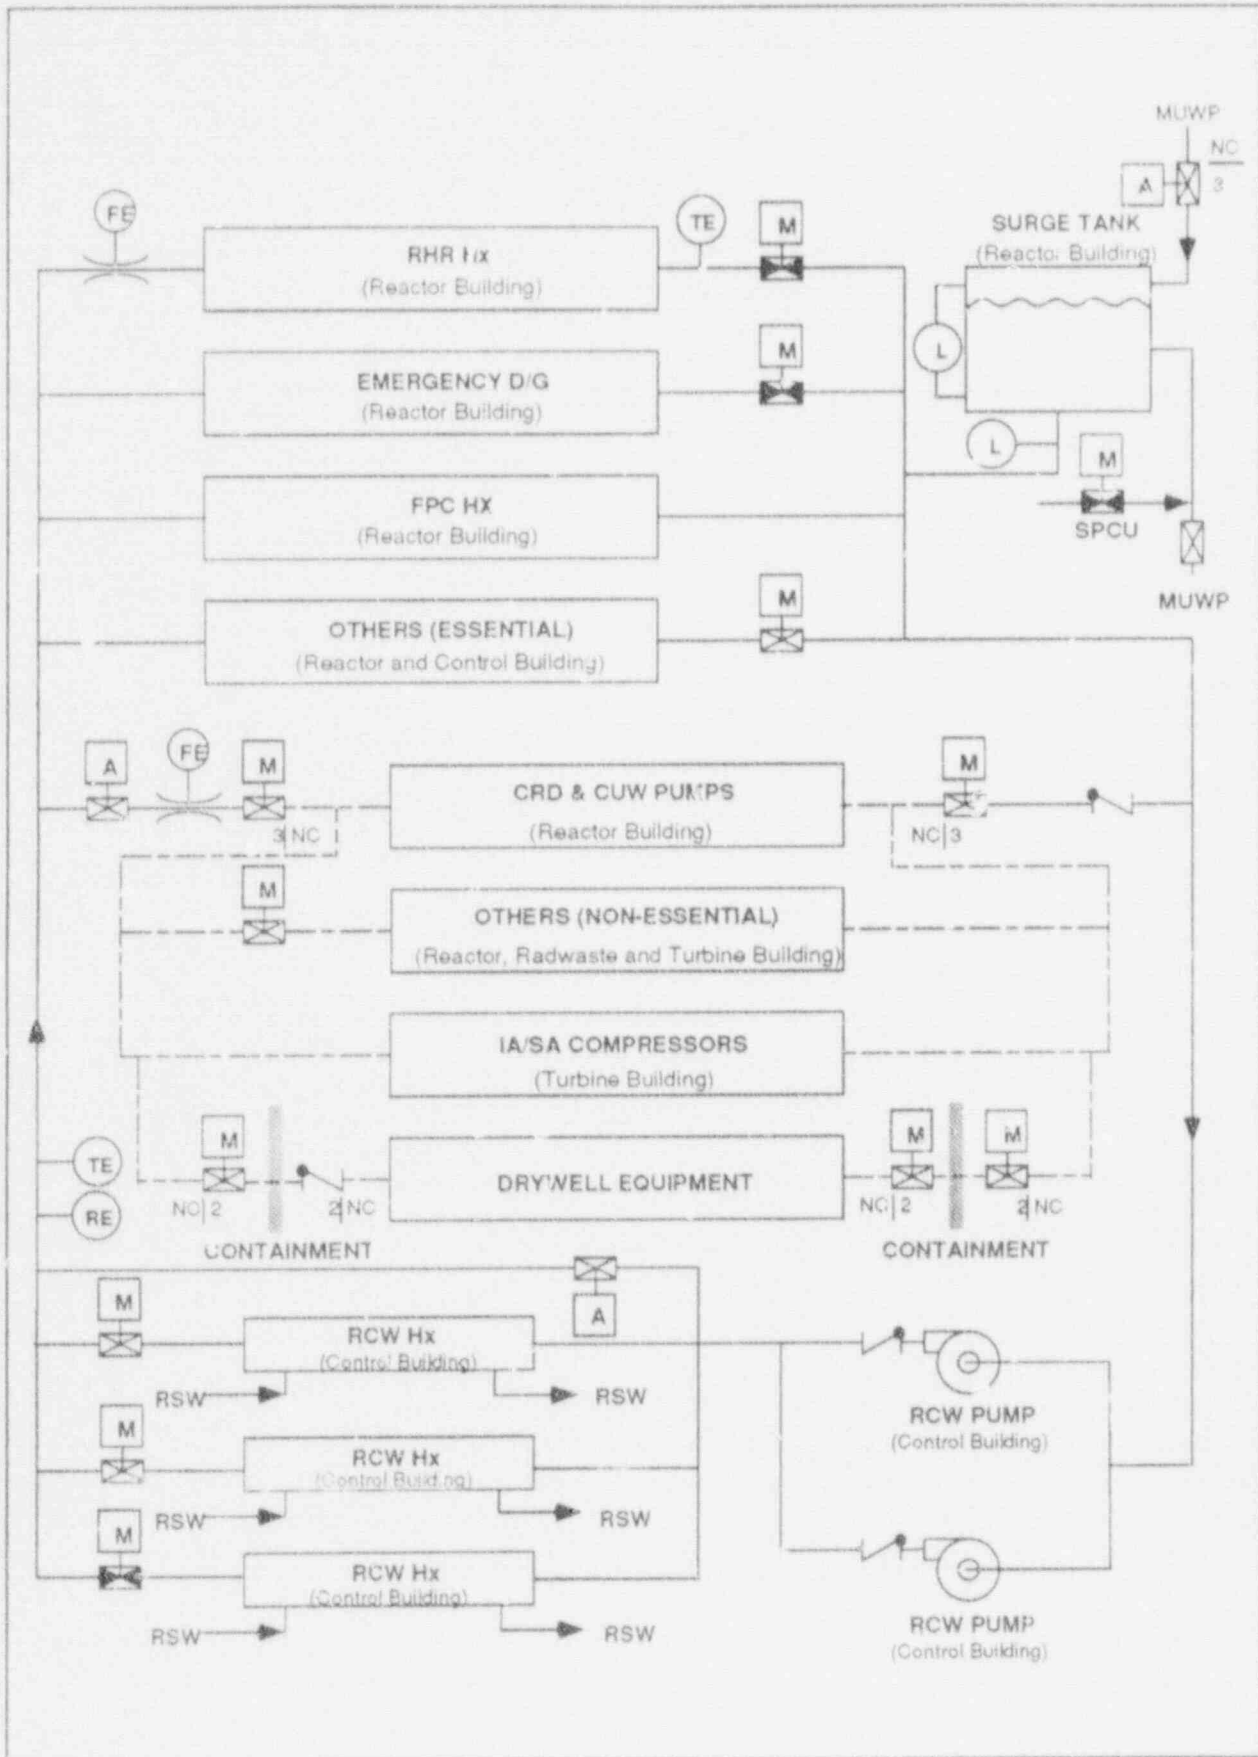 MUWP
NC
3
A
SURGE TANK
(Reactor Building)
FE
TE
M
RHR Hx
(Reactor Building)
L
M
EMERGENCY D/G
(Reactor Building)
L
M
SPCU
MUWP
FPC HX
(Reactor Building)
M
OTHERS (ESSENTIAL)
(Reactor and Control Building)
A
FE
M
3|NC
CRD & CUW PUMPS
(Reactor Building)
M
NC|3
M
OTHERS (NON-ESSENTIAL)
(Reactor, Radwaste and Turbine Building)
IA/SA COMPRESSORS
(Turbine Building)
TE
RE
M
NC|2
2|NC
CONTAINMENT
DRYWELL EQUIPMENT
M
M
NC|2
2|NC
CONTAINMENT
A
M
RCW Hx
(Control Building)
RSW
RSW
M
RCW Hx
(Control Building)
RSW
RSW
M
RCW Hx
(Control Building)
RSW
RSW
RCW PUMP
(Control Building)
RCW PUMP
(Control Building)